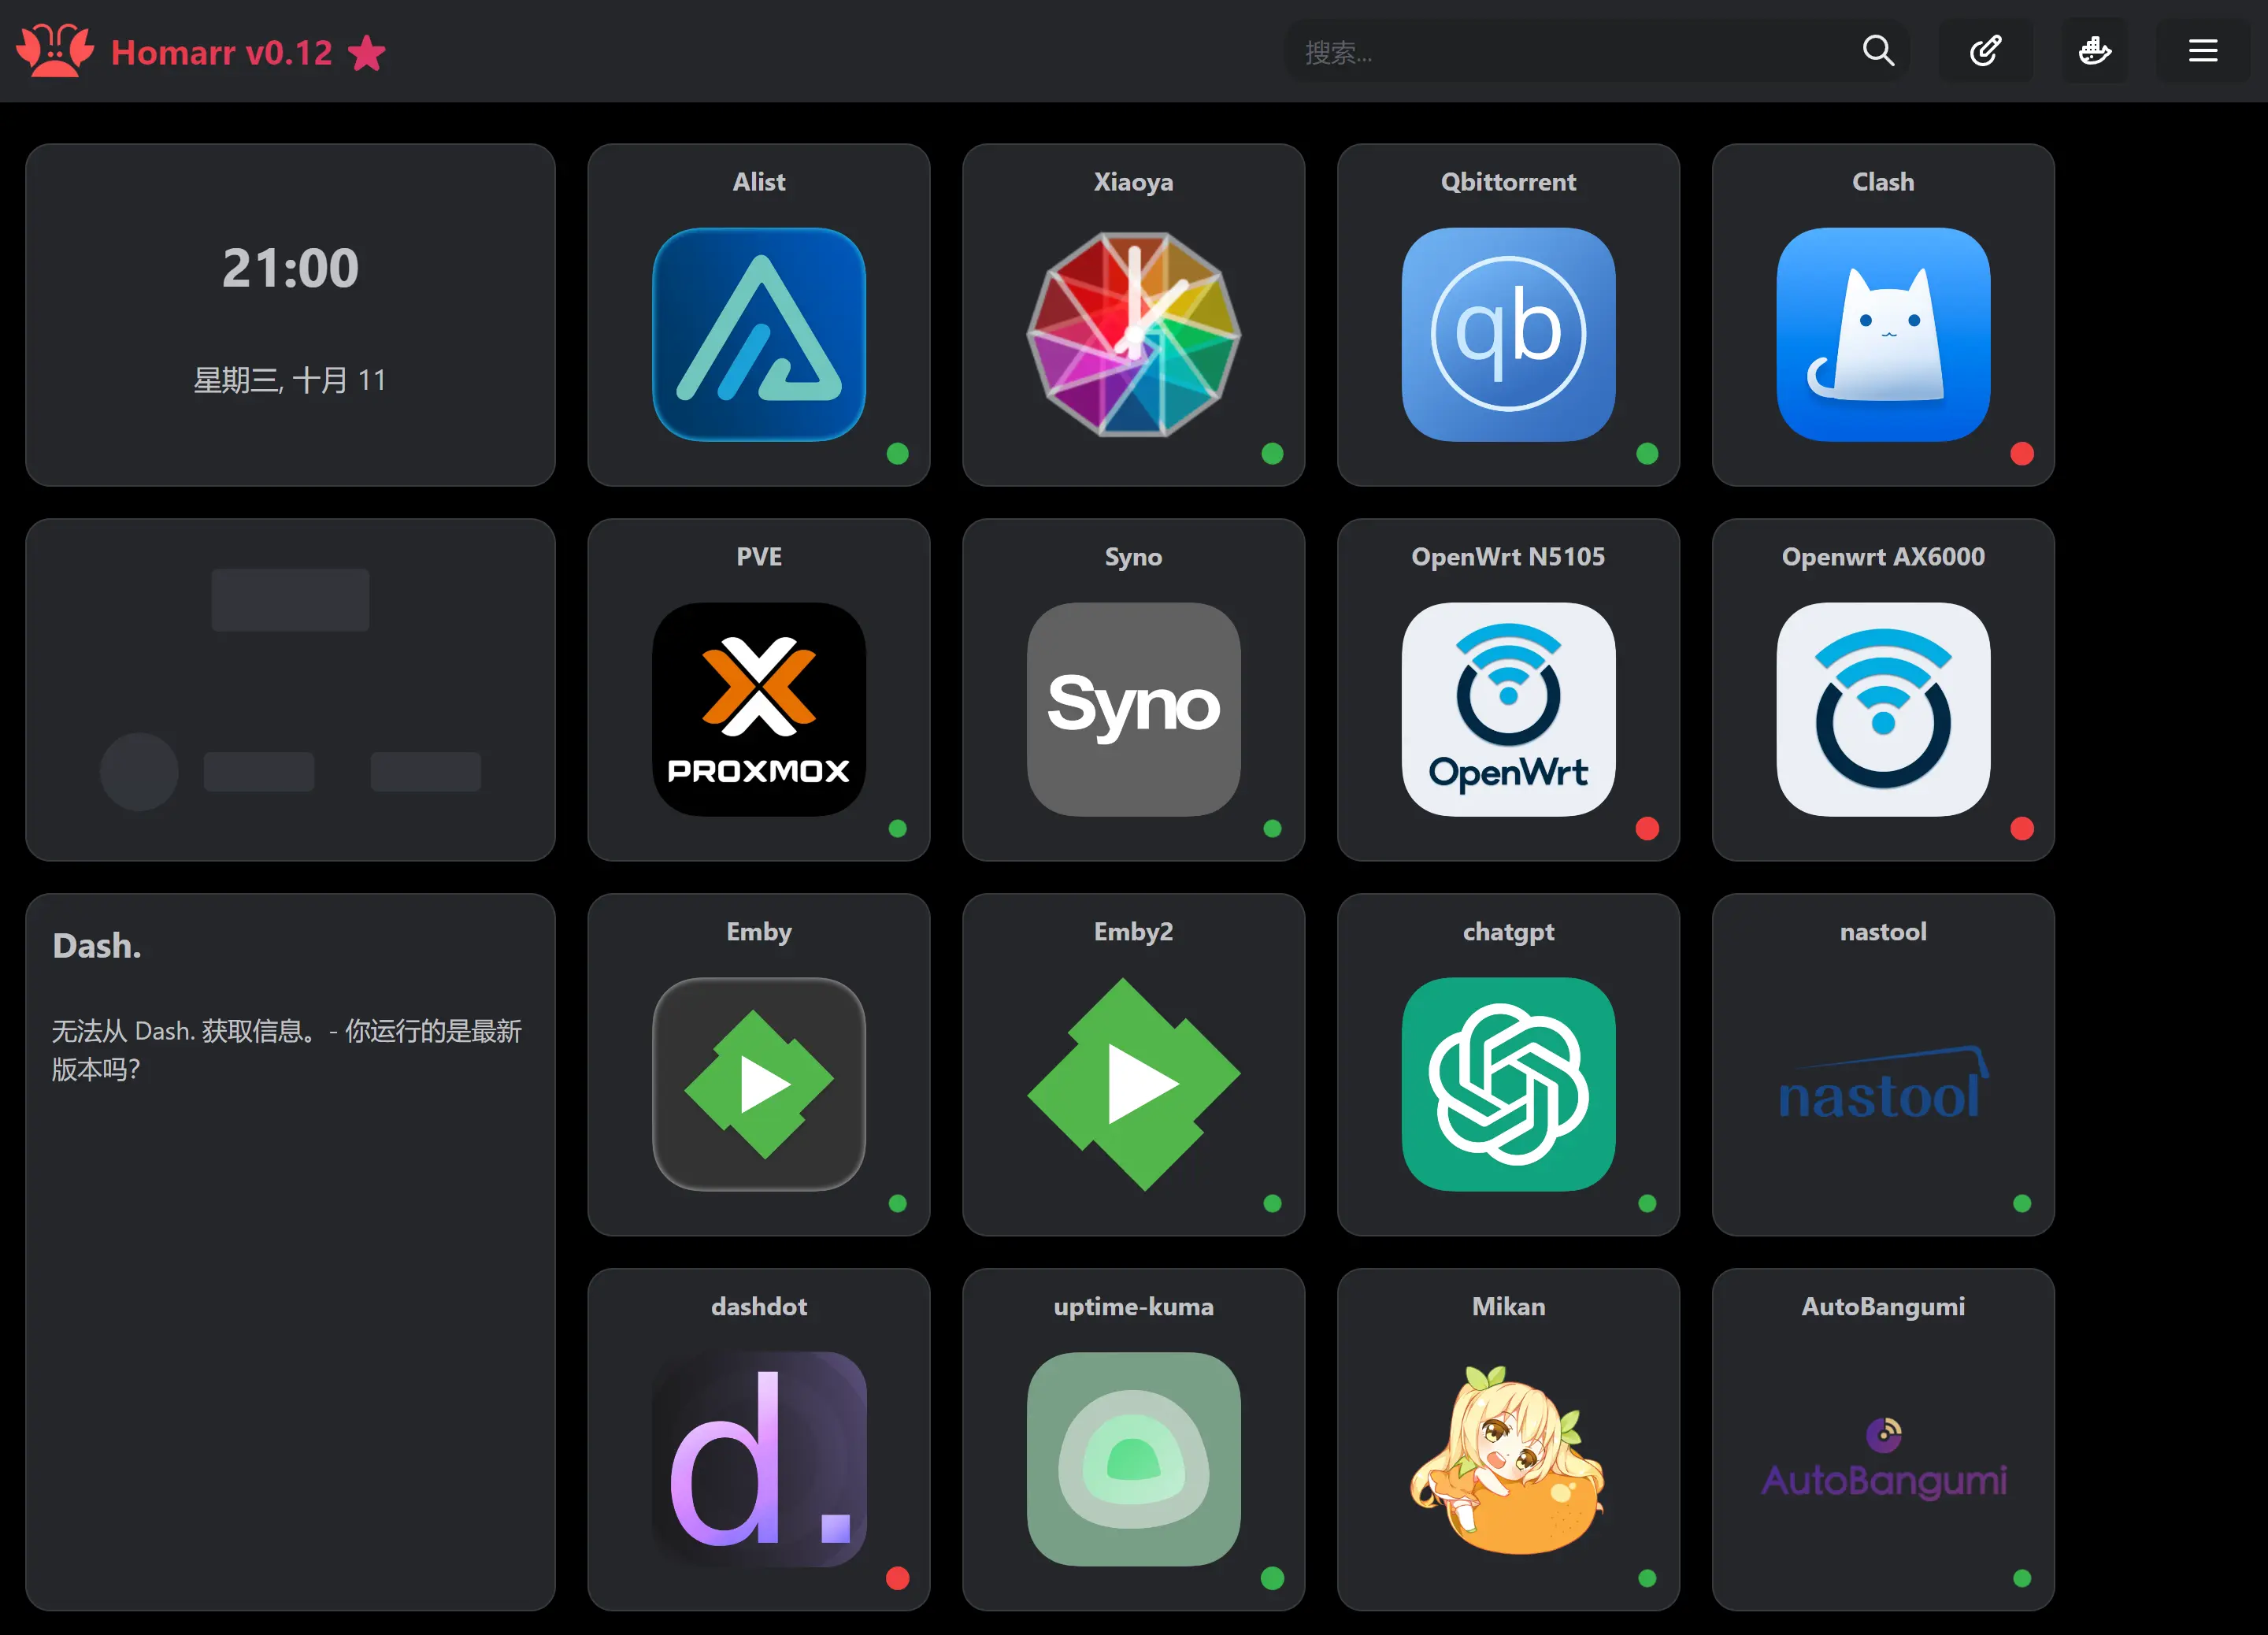 Homarr v0.12
搜索...
21:00
星期三, 十月 11
Alist
Xiaoya
Qbittorrent
qb
Clash
PVE
PROXMOX
Syno
Syno
OpenWrt N5105
OpenWrt
Openwrt AX6000
Dash.
无法从 Dash. 获取信息。- 你运行的是最新
版本吗?
Emby
Emby2
chatgpt
nastool
nastool
dashdot
d.
uptime-kuma
Mikan
AutoBangumi
AutoBangumi